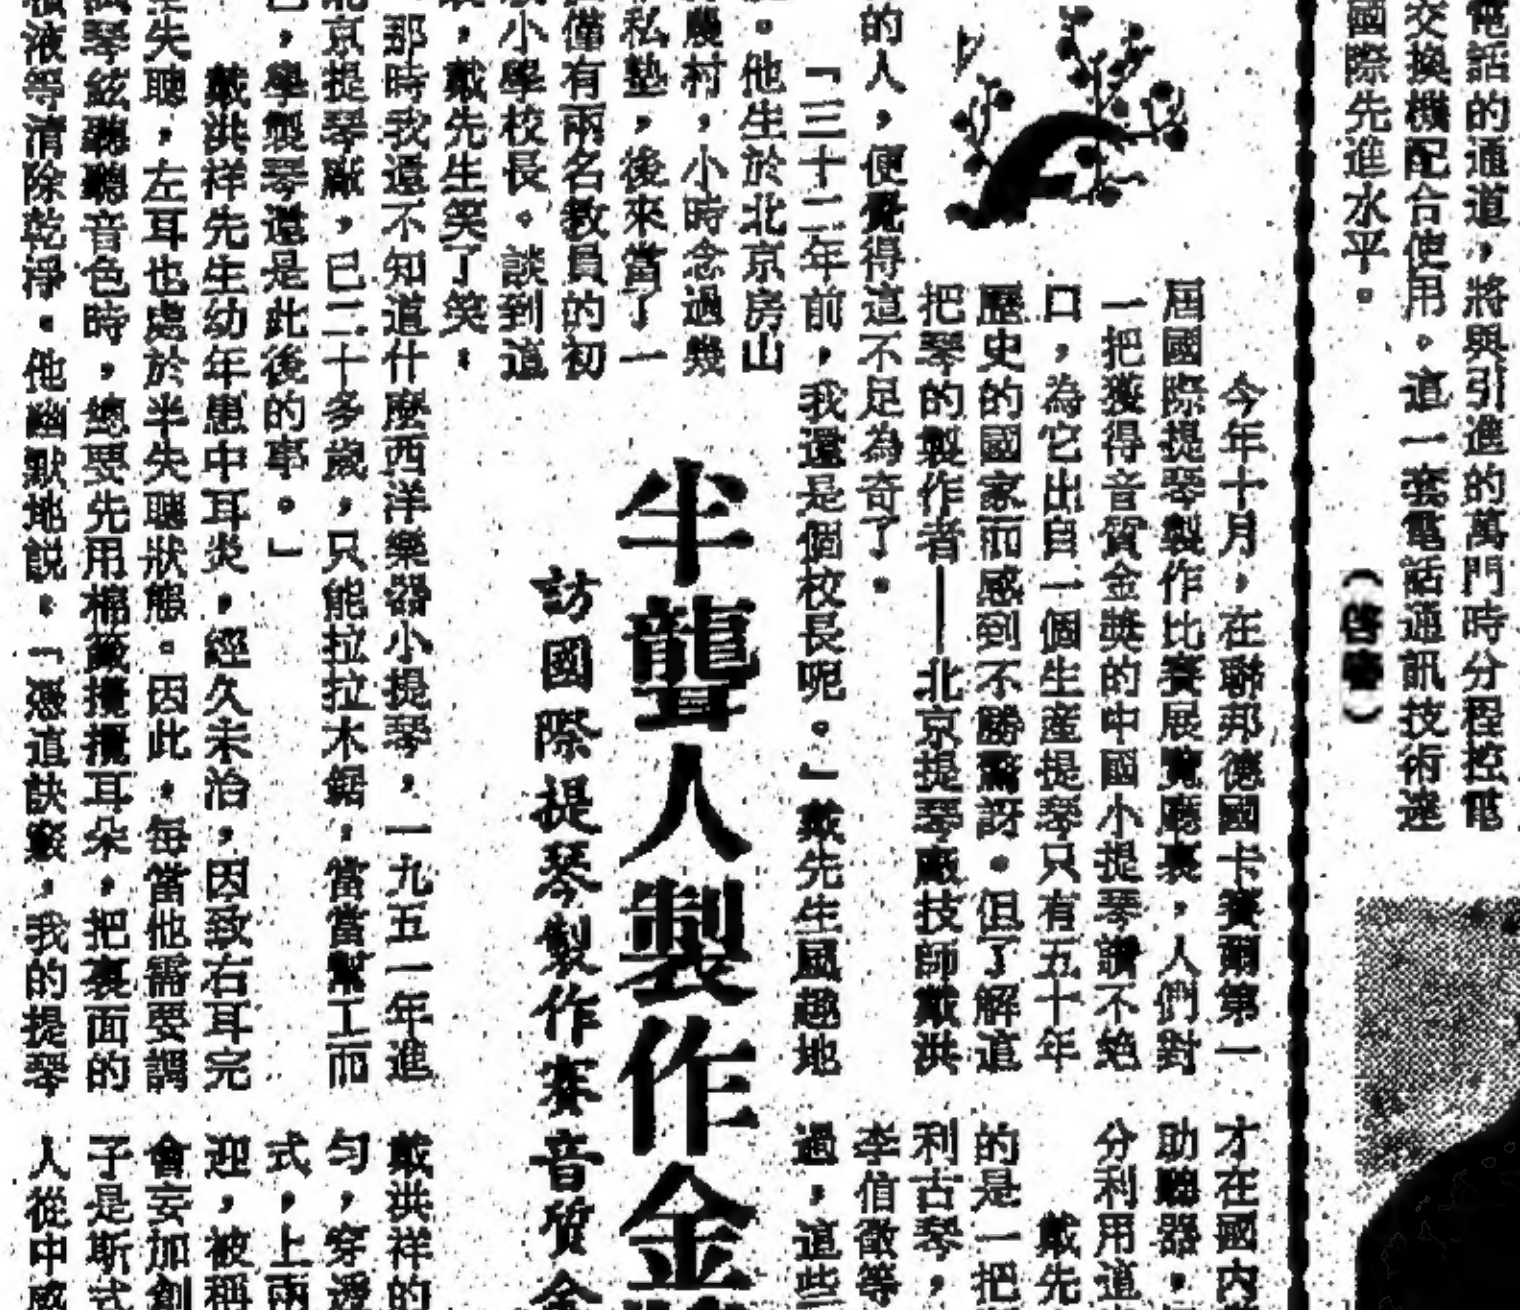 電話的通道，將與引進的萬門時分程控電
交換機配合使用。這一套電話通訊技術達
國際先進水平。
半聾人製作金
訪國際提琴製作賽音質金
今年十月，在聯邦德國卡賽爾第一
屆國際提琴製作比賽展覽廳裏，人們對
一把獲得音質金獎的中國小提琴讚不絕
口，為它出自一個生産提琴只有五十年
歷史的國家而感到不勝驚訝。但了解這
把琴的製作者——北京提琴廠技師戴洪
的人，便覺得這不足為奇了。
「三十二年前，我還是個校長呢。」戴先生風趣地
。他生於北京房山
農村，小時念過幾
私塾，後來當了一
僅有兩名教員的初
小學校長。談到這
，戴先生笑了笑，
那時我還不知道什麼西洋樂器小提琴，一九五一年進
北京提琴廠，已二十多歲，只能拉拉木鋸，當當幫工而
，學製琴還是此後的事。」
戴洪祥先生幼年患中耳炎，經久未治，因致右耳完
失聰，左耳也處於半失聰狀態。因此，每當他需要調
試琴絃聽聽音色時，總要先用棉籤攪攪耳朵，把裏面的
液等清除乾淨。他幽默地説，「憑這訣竅，我的提琴
才在國内
助聽器，
分利用這
戴先
的是一把
利古琴，
李伯徵等
過，這些
戴洪祥的
勻，穿透
式，上兩
迎，被稱
會妄加創
子是斯式
人從中感